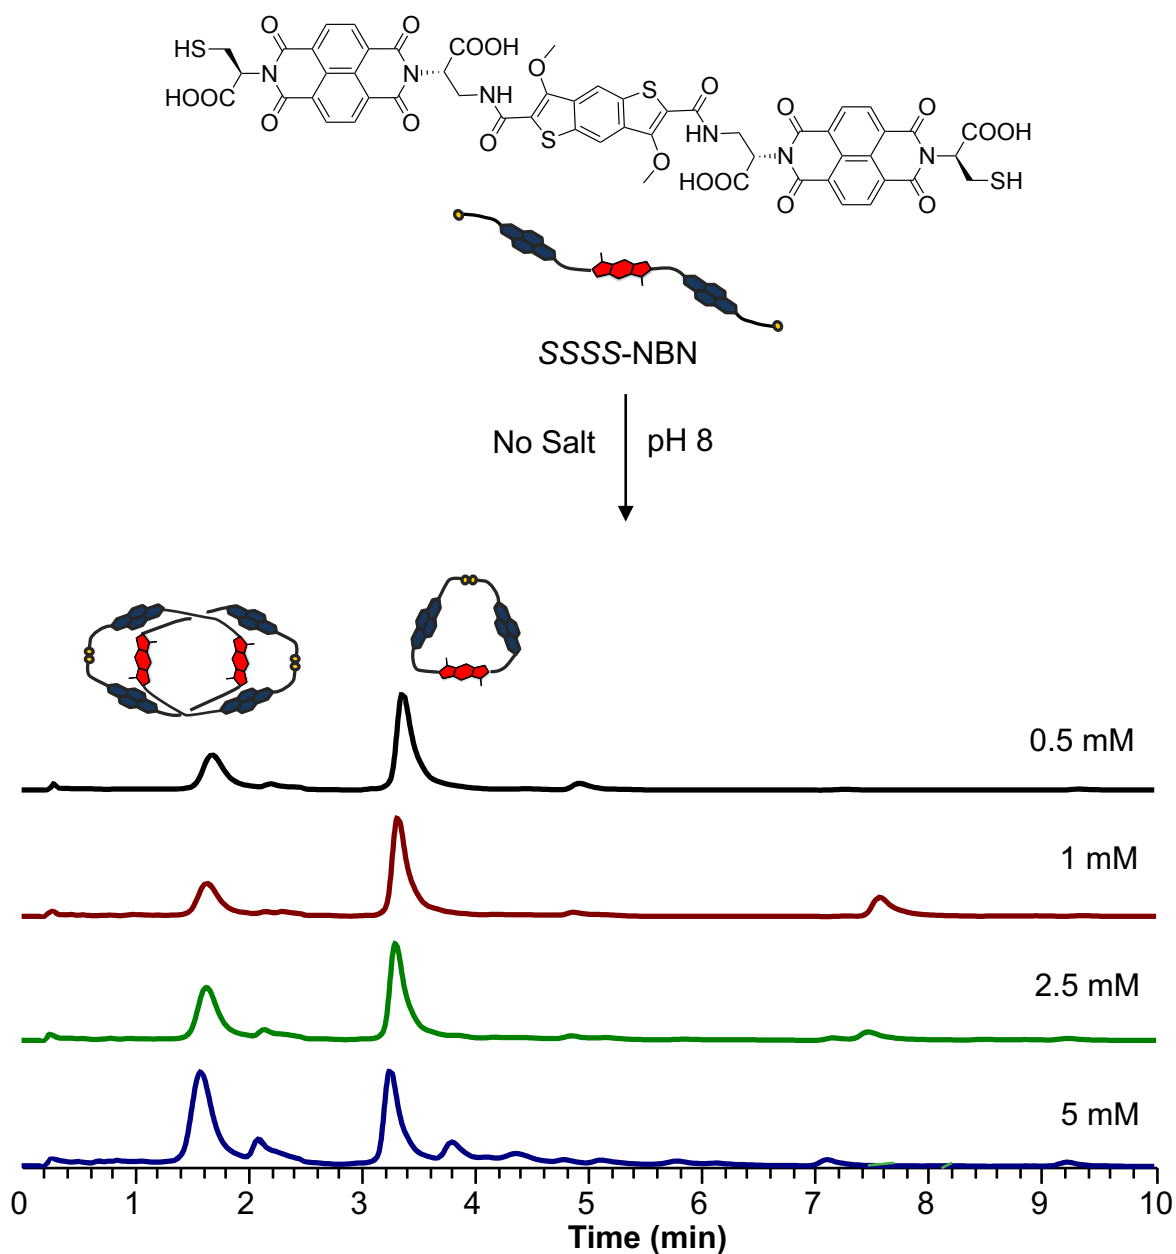 O O O O
HS COOH O
N N S O
HOOC NH HN O O
O O O S COOH
O N N
HOOC SH
O O
SSSS-NBN
No Salt pH 8
0.5 mM
1 mM
2.5 mM
5 mM
0 1 2 3 4 5 6 7 8 9 10
Time (min)